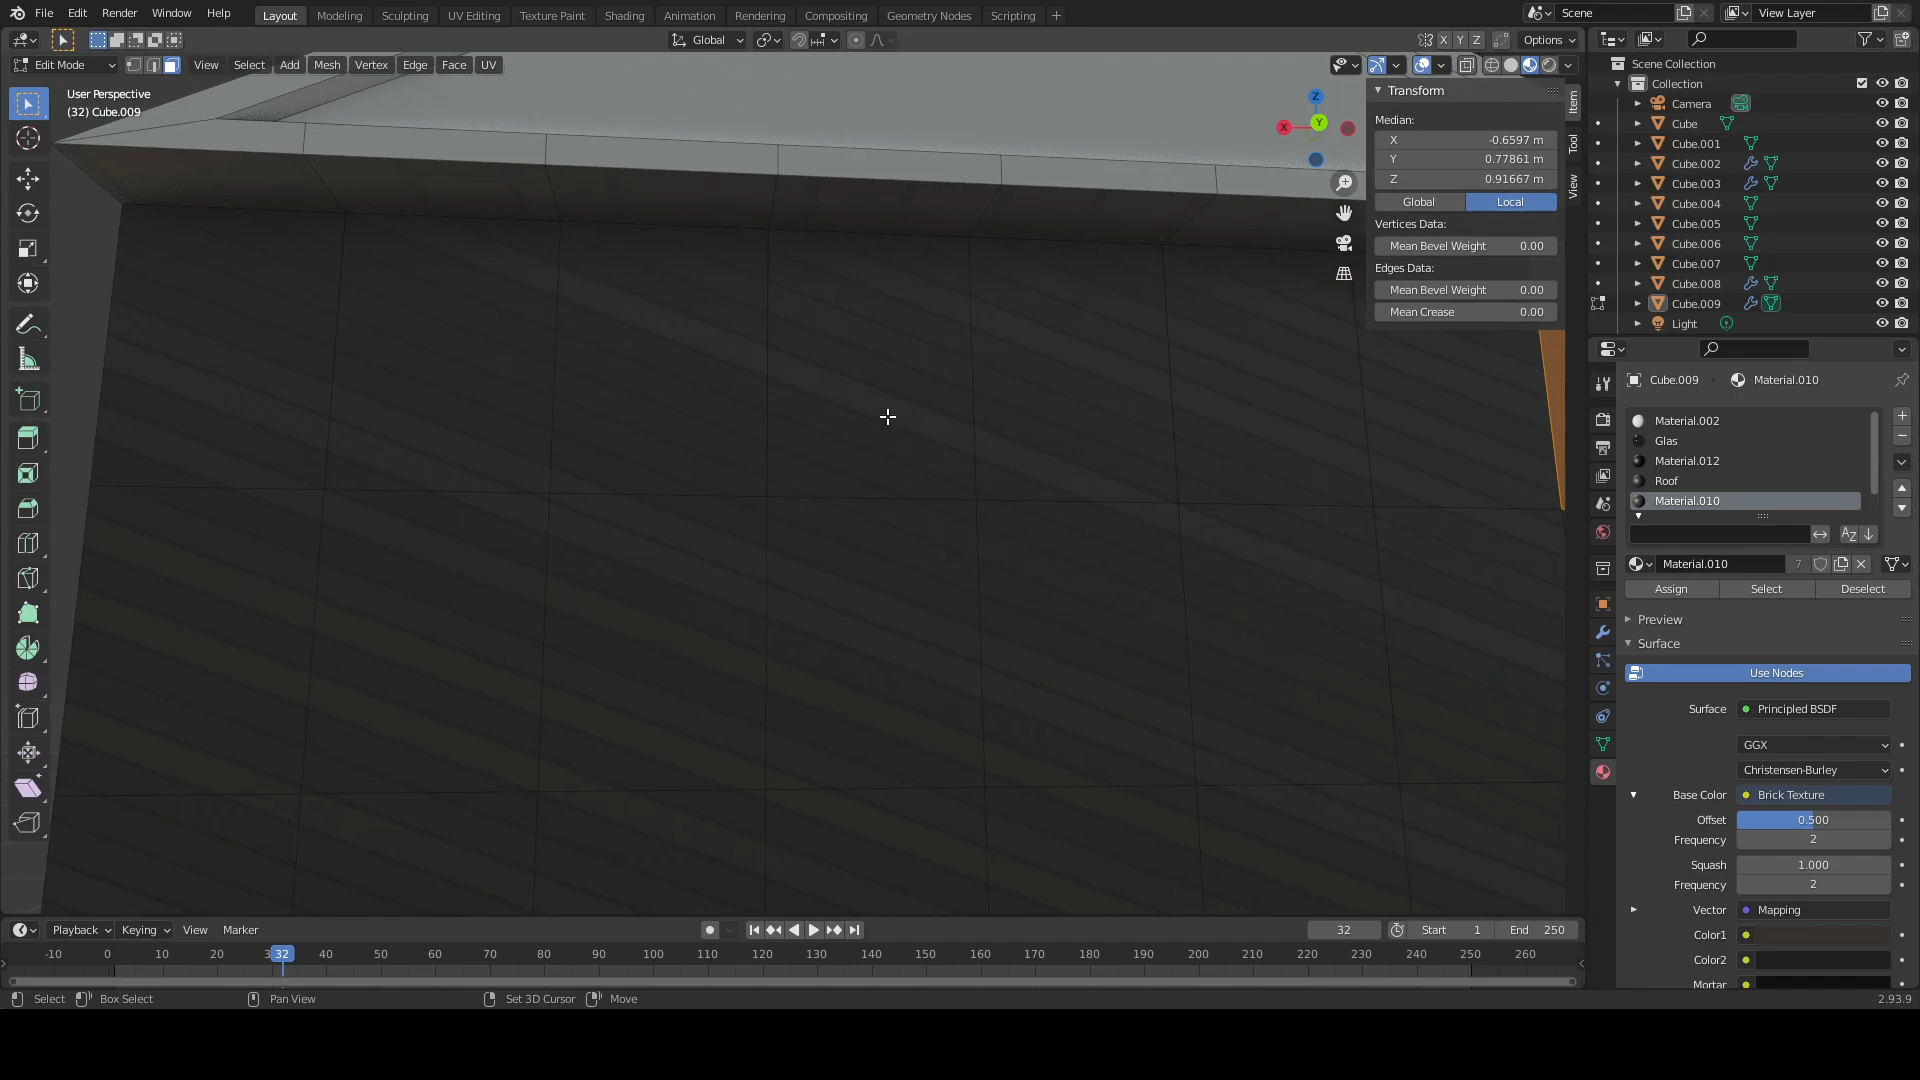 File Edit Render Window Help Layout Modeling Sculpting UV Editing Texture Paint Shading Animation Rendering Compositing Geometry Nodes Scripting + Scene View Layer
Global X Y Z Options
Edit Mode View Select Add Mesh Vertex Edge Face UV
User Perspective
(32) Cube.009
Z
X
Y
Transform
Median:
X -0.6597 m
Y 0.77861 m
Z 0.91667 m
Global Local
Vertices Data:
Mean Bevel Weight 0.00
Edges Data:
Mean Bevel Weight 0.00
Mean Crease 0.00
Item
Tool
View
Scene Collection
Collection
Camera
Cube
Cube.001
Cube.002
Cube.003
Cube.004
Cube.005
Cube.006
Cube.007
Cube.008
Cube.009
Light
Cube.009 Material.010
Material.002
Glas
Material.012
Roof
Material.010
Material.010 7
Assign Select Deselect
Preview
Surface
Use Nodes
Surface Principled BSDF
GGX
Christensen-Burley
Base Color Brick Texture
Offset 0.500
Frequency 2
Squash 1.000
Frequency 2
Vector Mapping
Color1
Color2
Mortar
Playback Keying View Marker 32 Start 1 End 250
-10 0 10 20 32 40 50 60 70 80 90 100 110 120 130 140 150 160 170 180 190 200 210 220 230 240 250 260
Select Box Select Pan View Set 3D Cursor Move 2.93.9